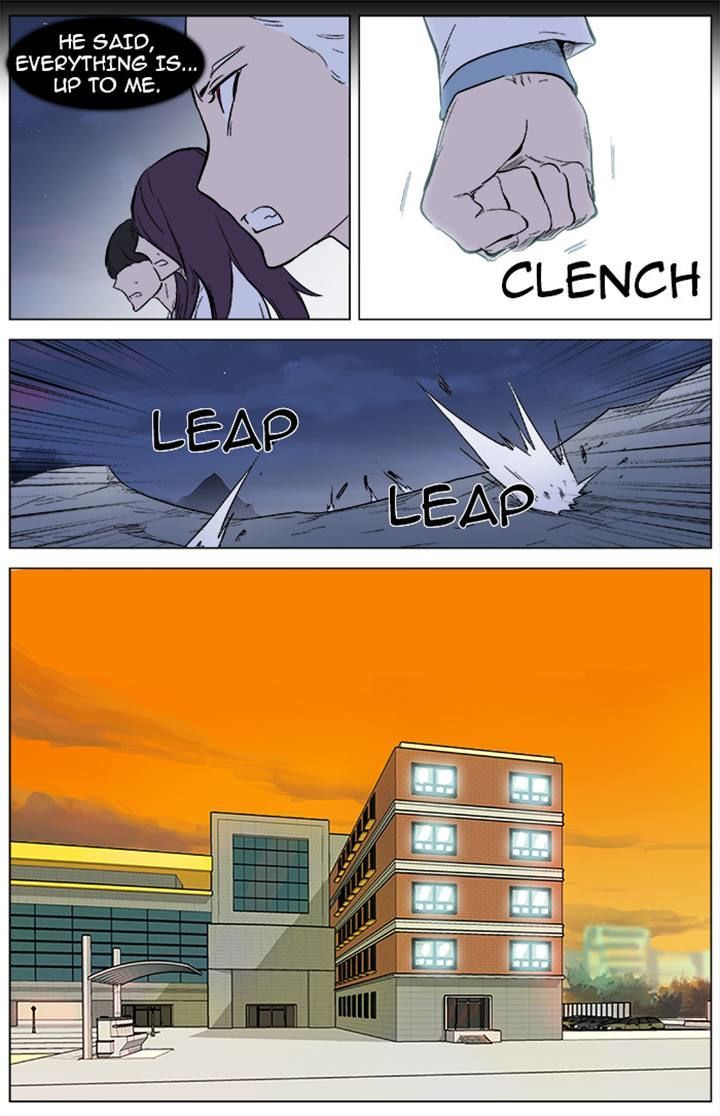 HE SAID,
EVERYTHING IS...
UP TO ME.
CLENCH
LEAP
LEAP